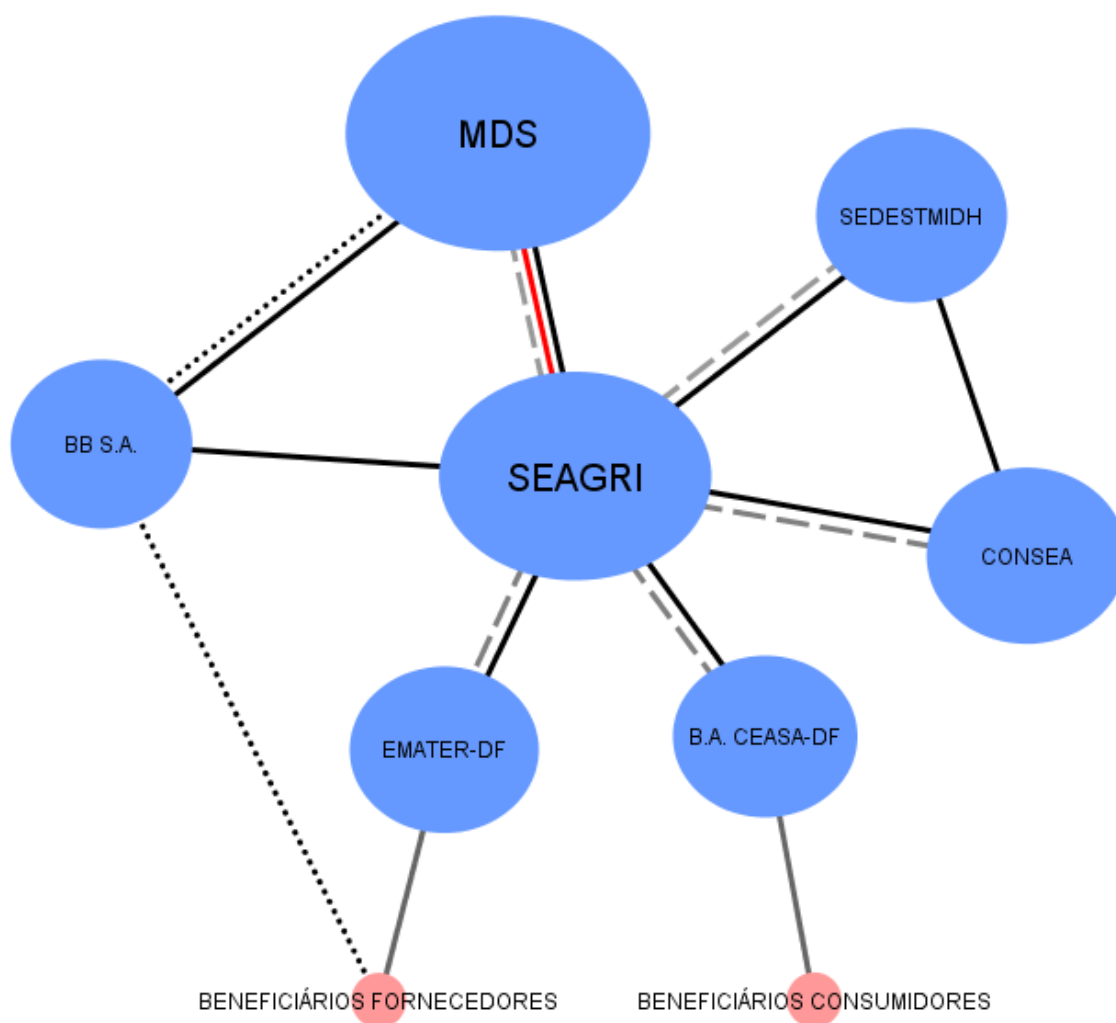 MDS
SEDESTMIDH
BB S.A.
SEAGRI
CONSEA
EMATER-DF
B.A. CEASA-DF
BENEFICIÁRIOS FORNECEDORES
BENEFICIÁRIOS CONSUMIDORES